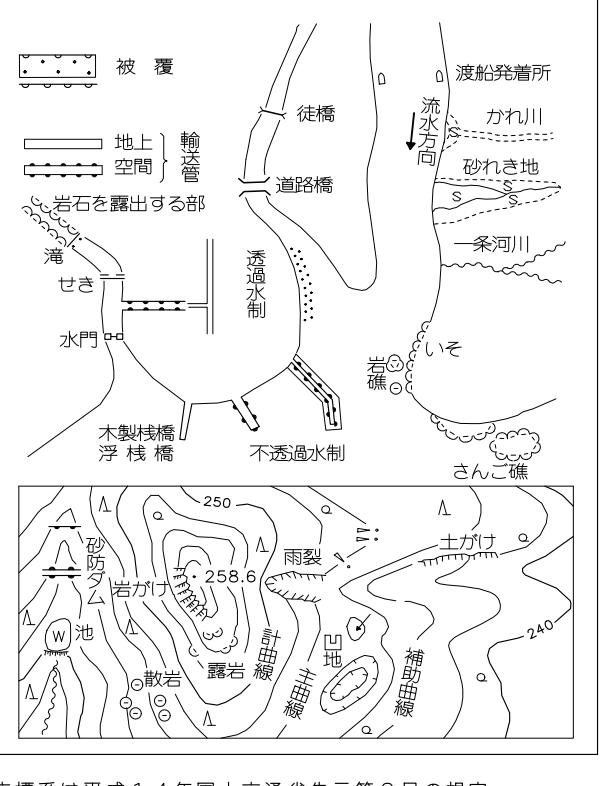 被 覆
渡船発着所
徒橋
流水方向
かれ川
地上
空間
輸送管
砂れき地
道路橋
岩石を露出する部
滝
透過水制
一条河川
せき
水門
いそ
岩礁
木製桟橋
浮 桟 橋
不透過水制
さんご礁
250
砂防ダム
雨裂
土がけ
岩がけ
258.6
池
W
計曲線
凹地
補助曲線
240
露岩
主曲線
散岩